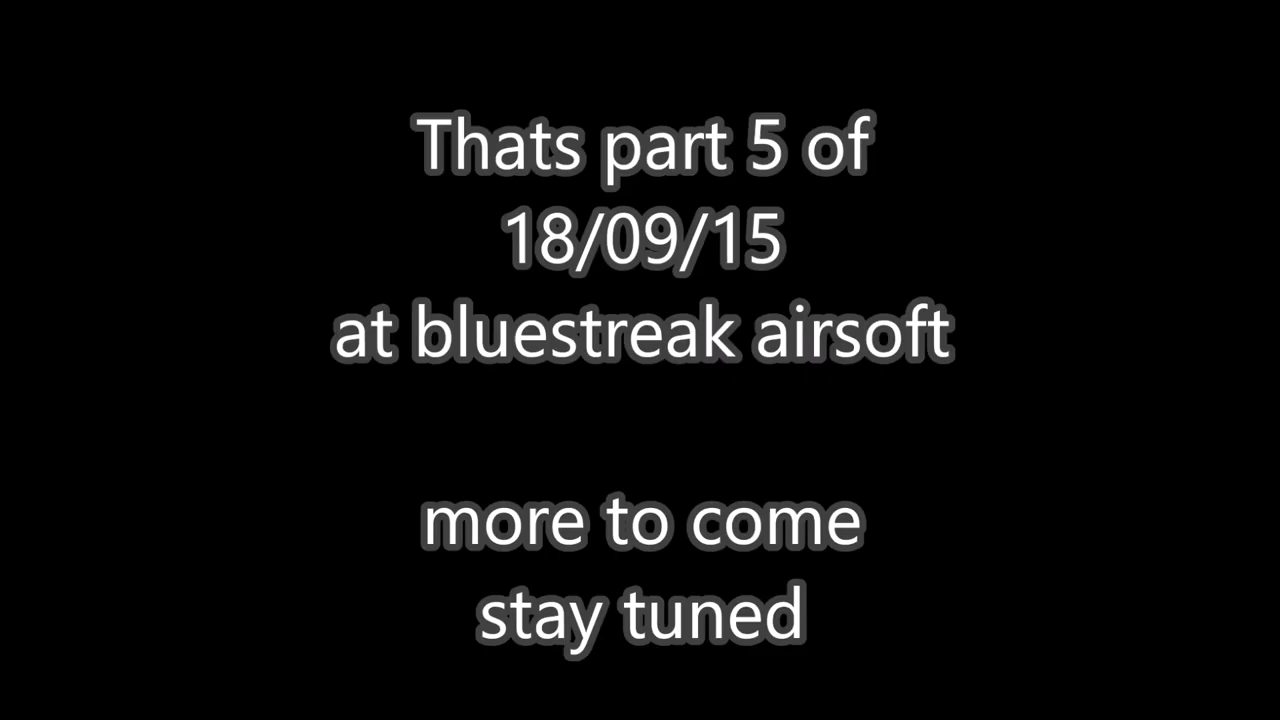 Thats part 5 of
18/09/15
at bluestreak airsoft
more to come
stay tuned